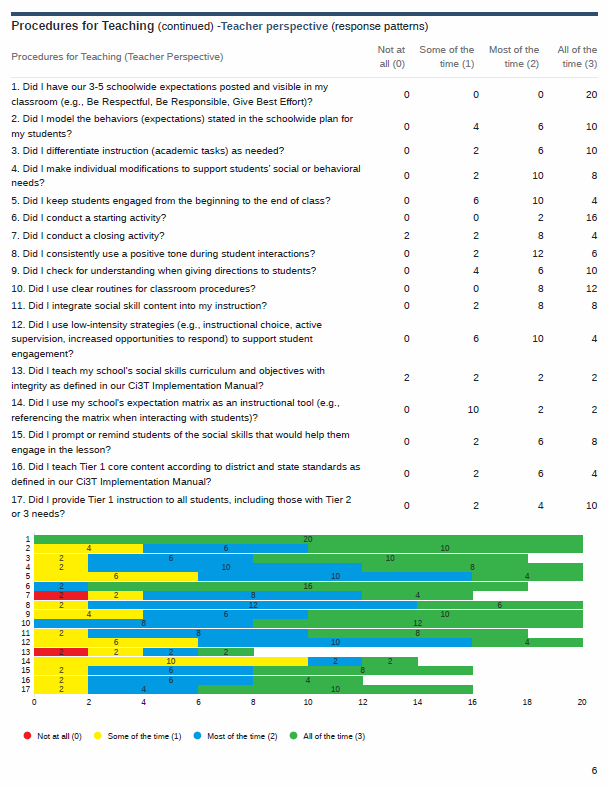 Procedures for Teaching (continued) -Teacher perspective (response patterns)
Procedures for Teaching (Teacher Perspective) Not at all (0) Some of the time (1) Most of the time (2) All of the time (3)
1. Did I have our 3-5 schoolwide expectations posted and visible in my
classroom (e.g., Be Respectful, Be Responsible, Give Best Effort)? 0 0 0 20
2. Did I model the behaviors (expectations) stated in the schoolwide plan for
my students? 0 4 6 10
3. Did I differentiate instruction (academic tasks) as needed? 0 2 6 10
4. Did I make individual modifications to support students' social or behavioral
needs? 0 2 10 8
5. Did I keep students engaged from the beginning to the end of class? 0 6 10 4
6. Did I conduct a starting activity? 0 0 2 16
7. Did I conduct a closing activity? 2 2 8 4
8. Did I consistently use a positive tone during student interactions? 0 2 12 6
9. Did I check for understanding when giving directions to students? 0 4 6 10
10. Did I use clear routines for classroom procedures? 0 0 8 12
11. Did I integrate social skill content into my instruction? 0 2 8 8
12. Did I use low-intensity strategies (e.g., instructional choice, active
supervision, increased opportunities to respond) to support student 0 6 10 4
engagement?
13. Did I teach my school's social skills curriculum and objectives with
integrity as defined in our Ci3T Implementation Manual? 2 2 2 2
14. Did I use my school's expectation matrix as an instructional tool (e.g.,
referencing the matrix when interacting with students)? 0 10 2 2
15. Did I prompt or remind students of the social skills that would help them
engage in the lesson? 0 2 6 8
16. Did I teach Tier 1 core content according to district and state standards as
defined in our Ci3T Implementation Manual? 0 2 6 4
17. Did I provide Tier 1 instruction to all students, including those with Tier 2
or 3 needs? 0 2 4 10
1 20
2 4 6 10
3 2 6 10
4 2 10 8
5 6 10 4
6 2 16
7 2 2 8 4
8 2 12 6
9 4 6 10
10 8 12
11 2 8 8
12 6 10 4
13 2 2 2 2
14 10 2 2
15 2 6 8
16 2 6 4
17 2 4 10
0 2 4 6 8 10 12 14 16 18 20
Not at all (0) Some of the time (1) Most of the time (2) All of the time (3)
6